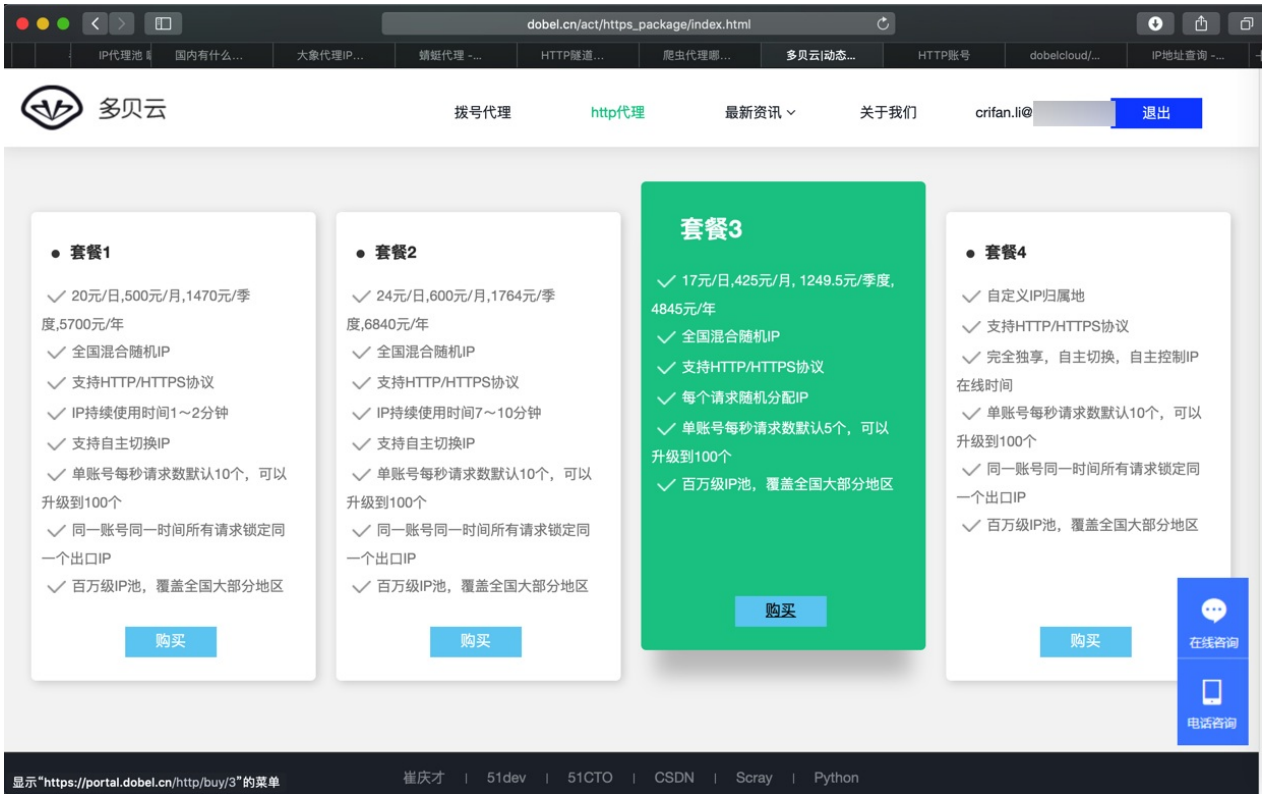 dobel.cn/act/https_package/index.html
IP代理池
国内有什么...
大象代理IP...
蜻蜓代理 -...
HTTP隧道...
爬虫代理哪...
多贝云|动态...
HTTP账号
dobelcloud/...
IP地址查询 -...
多贝云
拨号代理
http代理
最新资讯
关于我们
crifan.li@
退出
套餐1
20元/日,500元/月,1470元/季
度,5700元/年
全国混合随机IP
支持HTTP/HTTPS协议
IP持续使用时间1～2分钟
支持自主切换IP
单账号每秒请求数默认10个，可以
升级到100个
同一账号同一时间所有请求锁定同
一个出口IP
百万级IP池，覆盖全国大部分地区
购买
套餐2
24元/日,600元/月,1764元/季
度,6840元/年
全国混合随机IP
支持HTTP/HTTPS协议
IP持续使用时间7～10分钟
支持自主切换IP
单账号每秒请求数默认10个，可以
升级到100个
同一账号同一时间所有请求锁定同
一个出口IP
百万级IP池，覆盖全国大部分地区
购买
套餐3
17元/日,425元/月, 1249.5元/季度,
4845元/年
全国混合随机IP
支持HTTP/HTTPS协议
每个请求随机分配IP
单账号每秒请求数默认5个，可以
升级到100个
百万级IP池，覆盖全国大部分地区
购买
套餐4
自定义IP归属地
支持HTTP/HTTPS协议
完全独享，自主切换，自主控制IP
在线时间
单账号每秒请求数默认10个，可以
升级到100个
同一账号同一时间所有请求锁定同
一个出口IP
百万级IP池，覆盖全国大部分地区
购买
在线咨询
电话咨询
崔庆才 | 51dev | 51CTO | CSDN | Scray | Python
显示“https://portal.dobel.cn/http/buy/3”的菜单